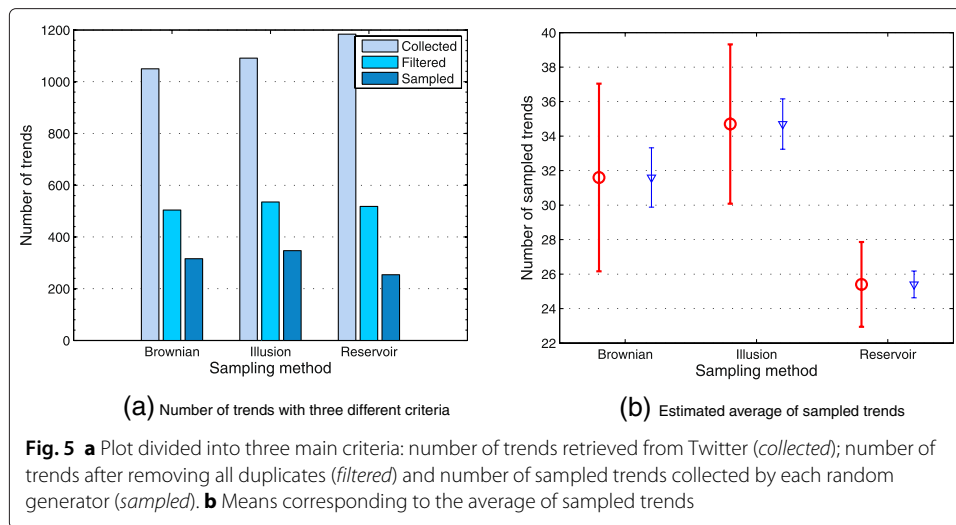 1200
1000
800
600
400
200
0
Number of trends
Collected
Filtered
Sampled
Brownian
Illusion
Reservoir
Sampling method
(a) Number of trends with three different criteria
40
38
36
34
32
30
28
26
24
22
Number of sampled trends
Brownian
Illusion
Reservoir
Sampling method
(b) Estimated average of sampled trends
Fig. 5 a Plot divided into three main criteria: number of trends retrieved from Twitter (collected); number of
trends after removing all duplicates (filtered) and number of sampled trends collected by each random
generator (sampled). b Means corresponding to the average of sampled trends